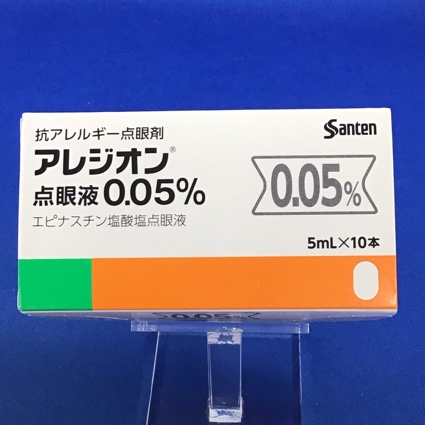 抗アレルギー点眼剤
Santen
アレジオン®
点眼液0.05%
0.05%
エピナスチン塩酸塩点眼液
5mL×10本